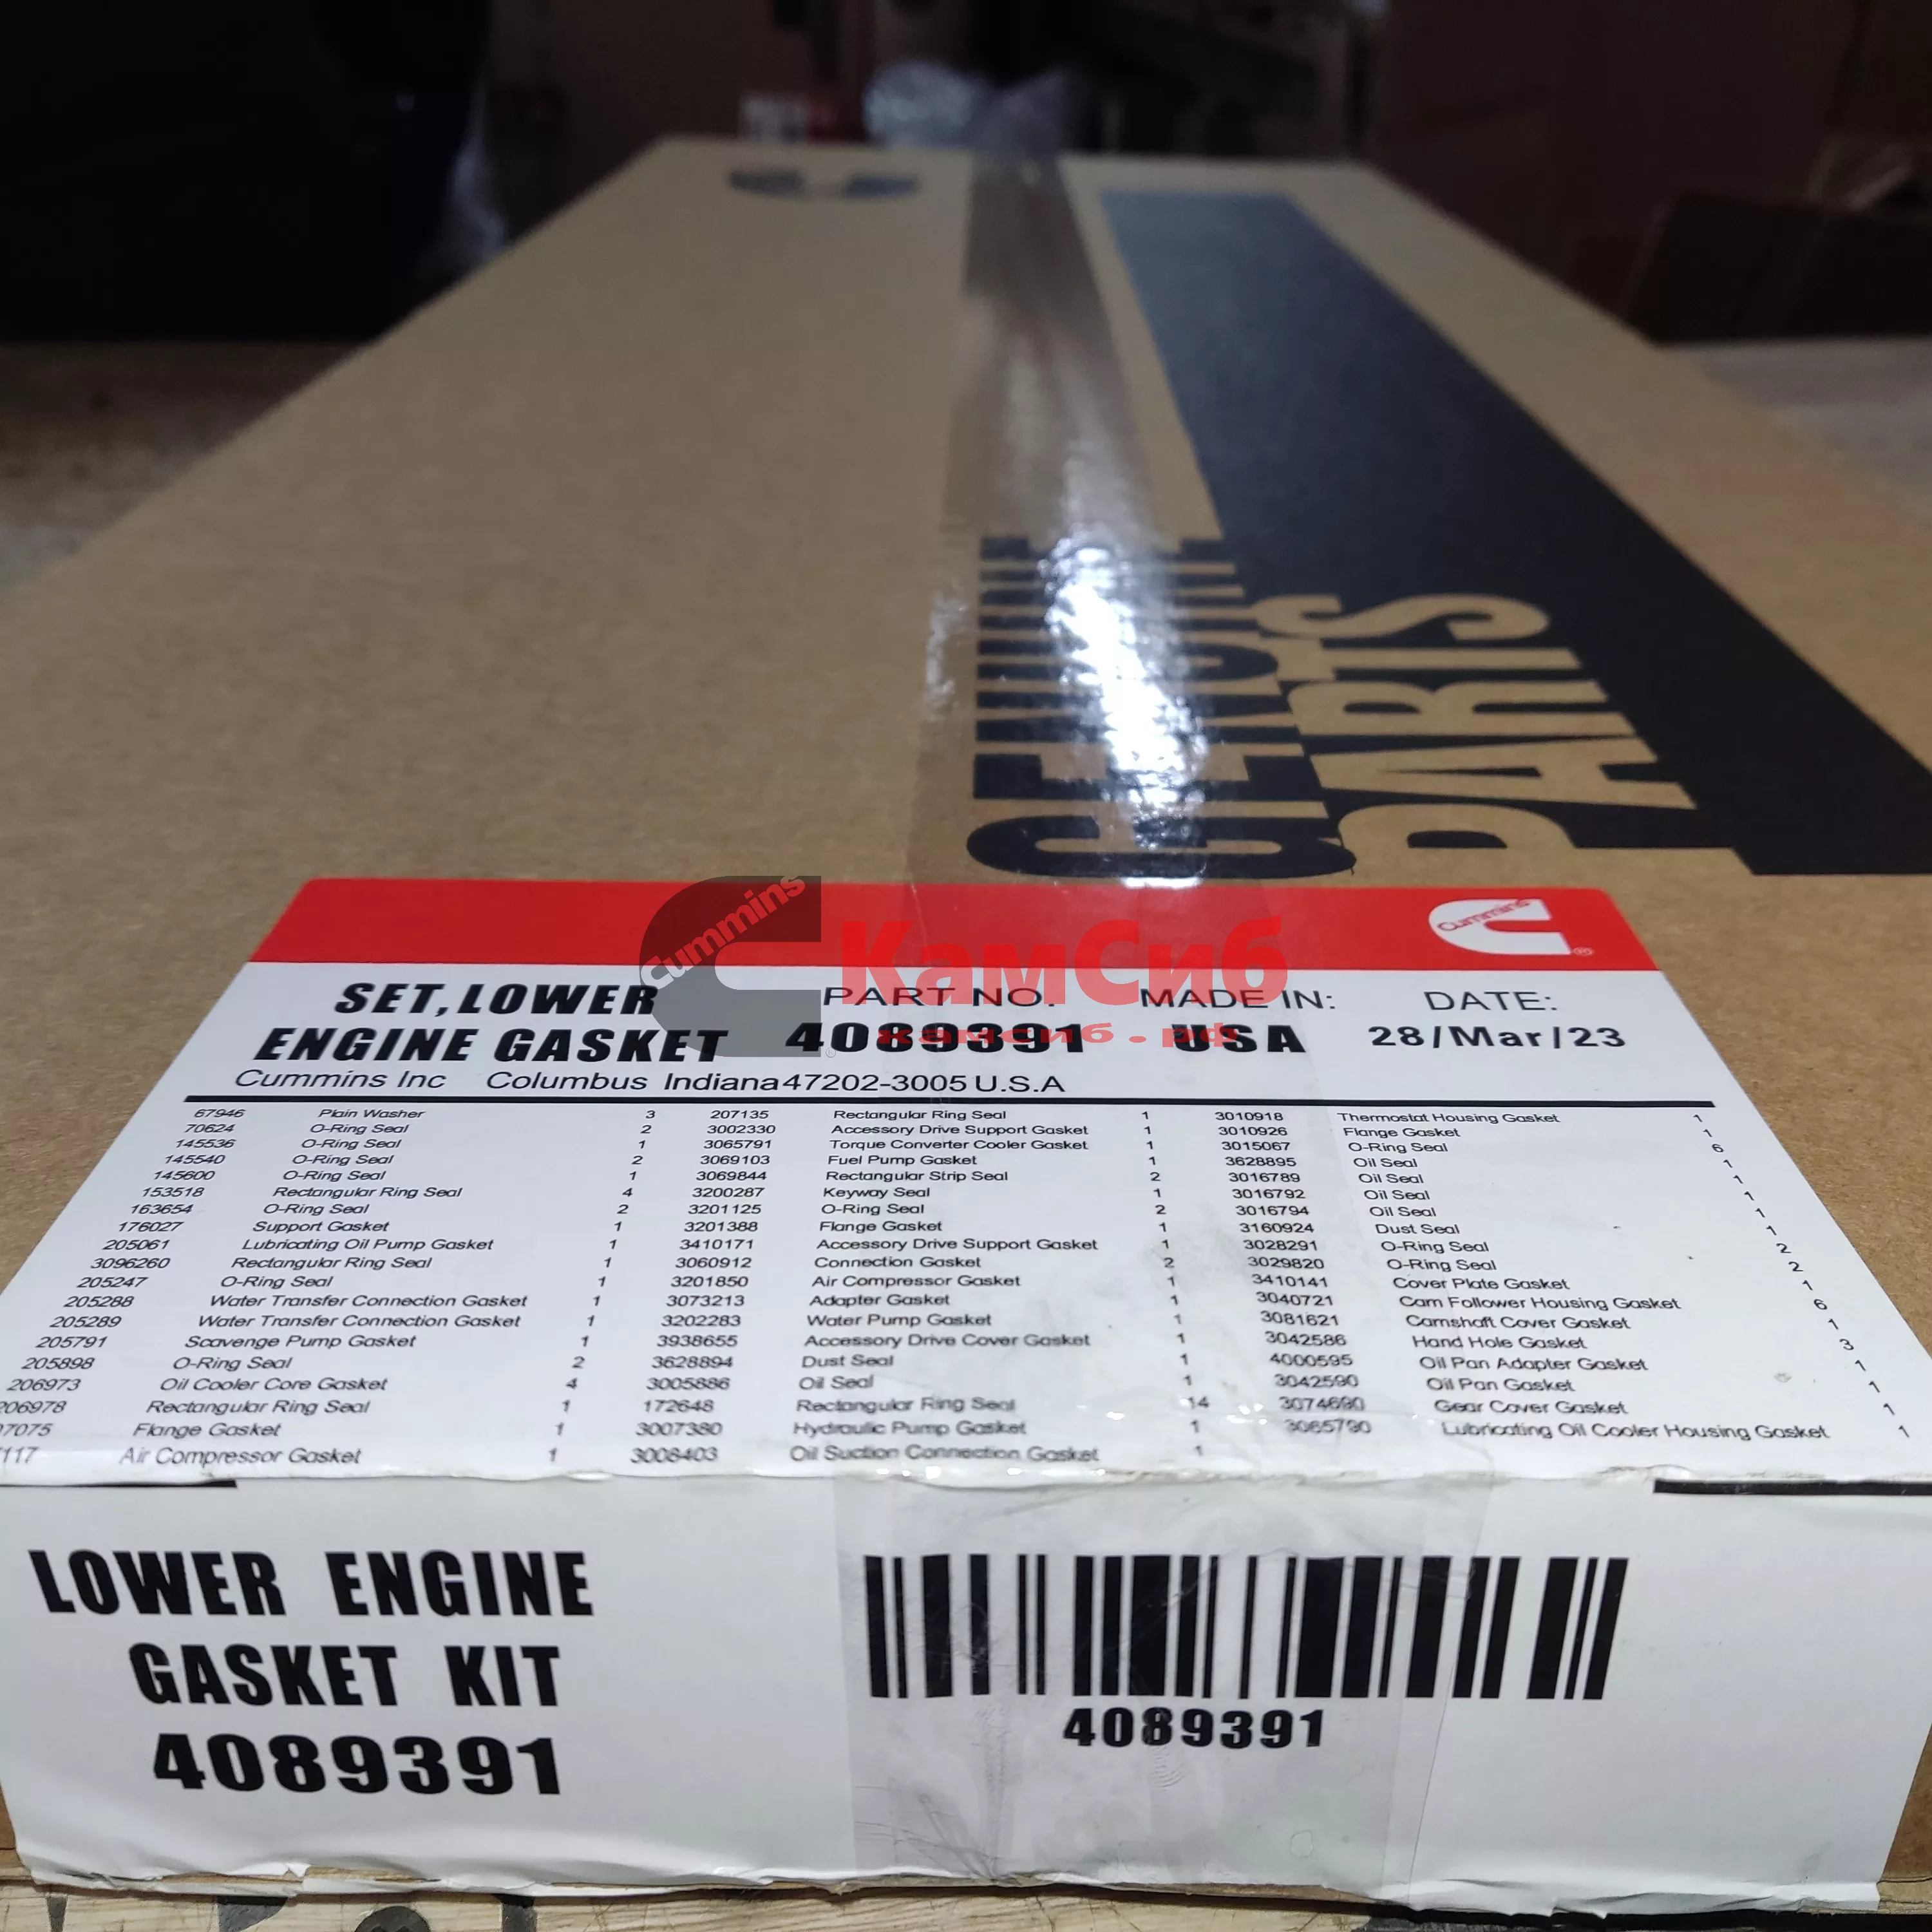 GENUINE
PARTS
Cummins
Cummins
®
КамСиб
камсиб.рф
SET, LOWER
ENGINE GASKET
PART NO.
4089391
MADE IN:
USA
DATE:
28/Mar/23
Cummins Inc Columbus Indiana 47202-3005 U.S.A
67946 Plain Washer 3 207135 Rectangular Ring Seal 1 3010918 Thermostat Housing Gasket 1
70624 O-Ring Seal 2 3002330 Accessory Drive Support Gasket 1 3010926 Flange Gasket 1
145536 O-Ring Seal 1 3065791 Torque Converter Cooler Gasket 1 3015067 O-Ring Seal 6
145540 O-Ring Seal 2 3069103 Fuel Pump Gasket 1 3628895 Oil Seal 1
145600 O-Ring Seal 1 3069844 Rectangular Strip Seal 2 3016789 Oil Seal 1
153518 Rectangular Ring Seal 4 3200287 Keyway Seal 1 3016792 Oil Seal 1
163654 O-Ring Seal 2 3201125 O-Ring Seal 2 3016794 Oil Seal 1
176027 Support Gasket 1 3201388 Flange Gasket 1 3160924 Dust Seal 1
205061 Lubricating Oil Pump Gasket 1 3410171 Accessory Drive Support Gasket 1 3028291 O-Ring Seal 2
3096260 Rectangular Ring Seal 1 3060912 Connection Gasket 2 3029820 O-Ring Seal 2
205247 O-Ring Seal 1 3201850 Air Compressor Gasket 1 3410141 Cover Plate Gasket 1
205288 Water Transfer Connection Gasket 1 3073213 Adapter Gasket 1 3040721 Cam Follower Housing Gasket 6
205289 Water Transfer Connection Gasket 1 3202283 Water Pump Gasket 1 3081621 Camshaft Cover Gasket 1
205791 Scavenge Pump Gasket 1 3938655 Accessory Drive Cover Gasket 1 3042586 Hand Hole Gasket 3
205898 O-Ring Seal 2 3628894 Dust Seal 1 4000595 Oil Pan Adapter Gasket 1
206973 Oil Cooler Core Gasket 4 3005886 Oil Seal 1 3042590 Oil Pan Gasket 1
206978 Rectangular Ring Seal 1 172648 Rectangular Ring Seal 14 3074690 Gear Cover Gasket 1
7075 Flange Gasket 1 3007380 Hydraulic Pump Gasket 1 3065790 Lubricating Oil Cooler Housing Gasket 1
117 Air Compressor Gasket 1 3008403 Oil Suction Connection Gasket 1
LOWER ENGINE
GASKET KIT
4089391
4089391